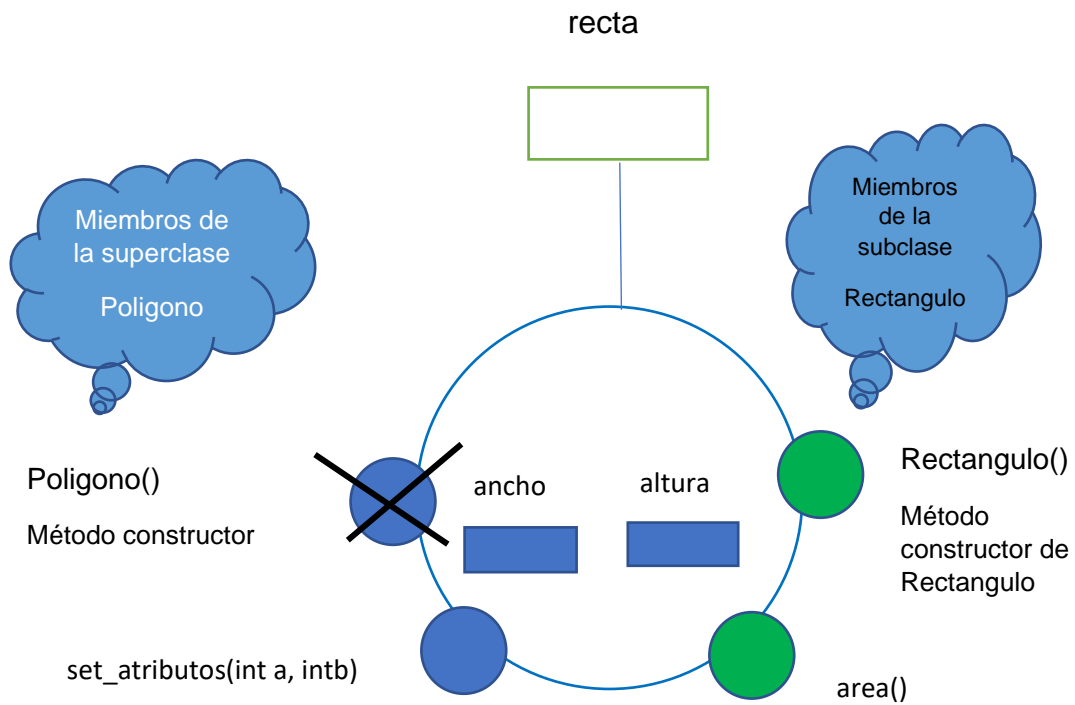 recta
Miembros de
la superclase
Poligono
Miembros
de la
subclase
Rectangulo
Poligono()
Método constructor
ancho
altura
Rectangulo()
Método
constructor de
Rectangulo
set_atributos(int a, intb)
area()